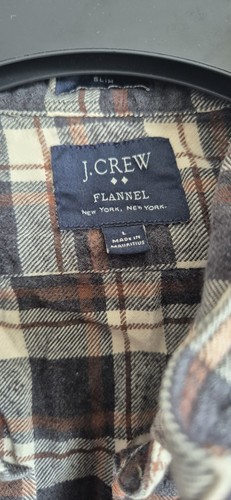 SLIM
J.CREW
FLANNEL
NEW YORK, NEW YORK.
L
MADE IN
MAURITIUS